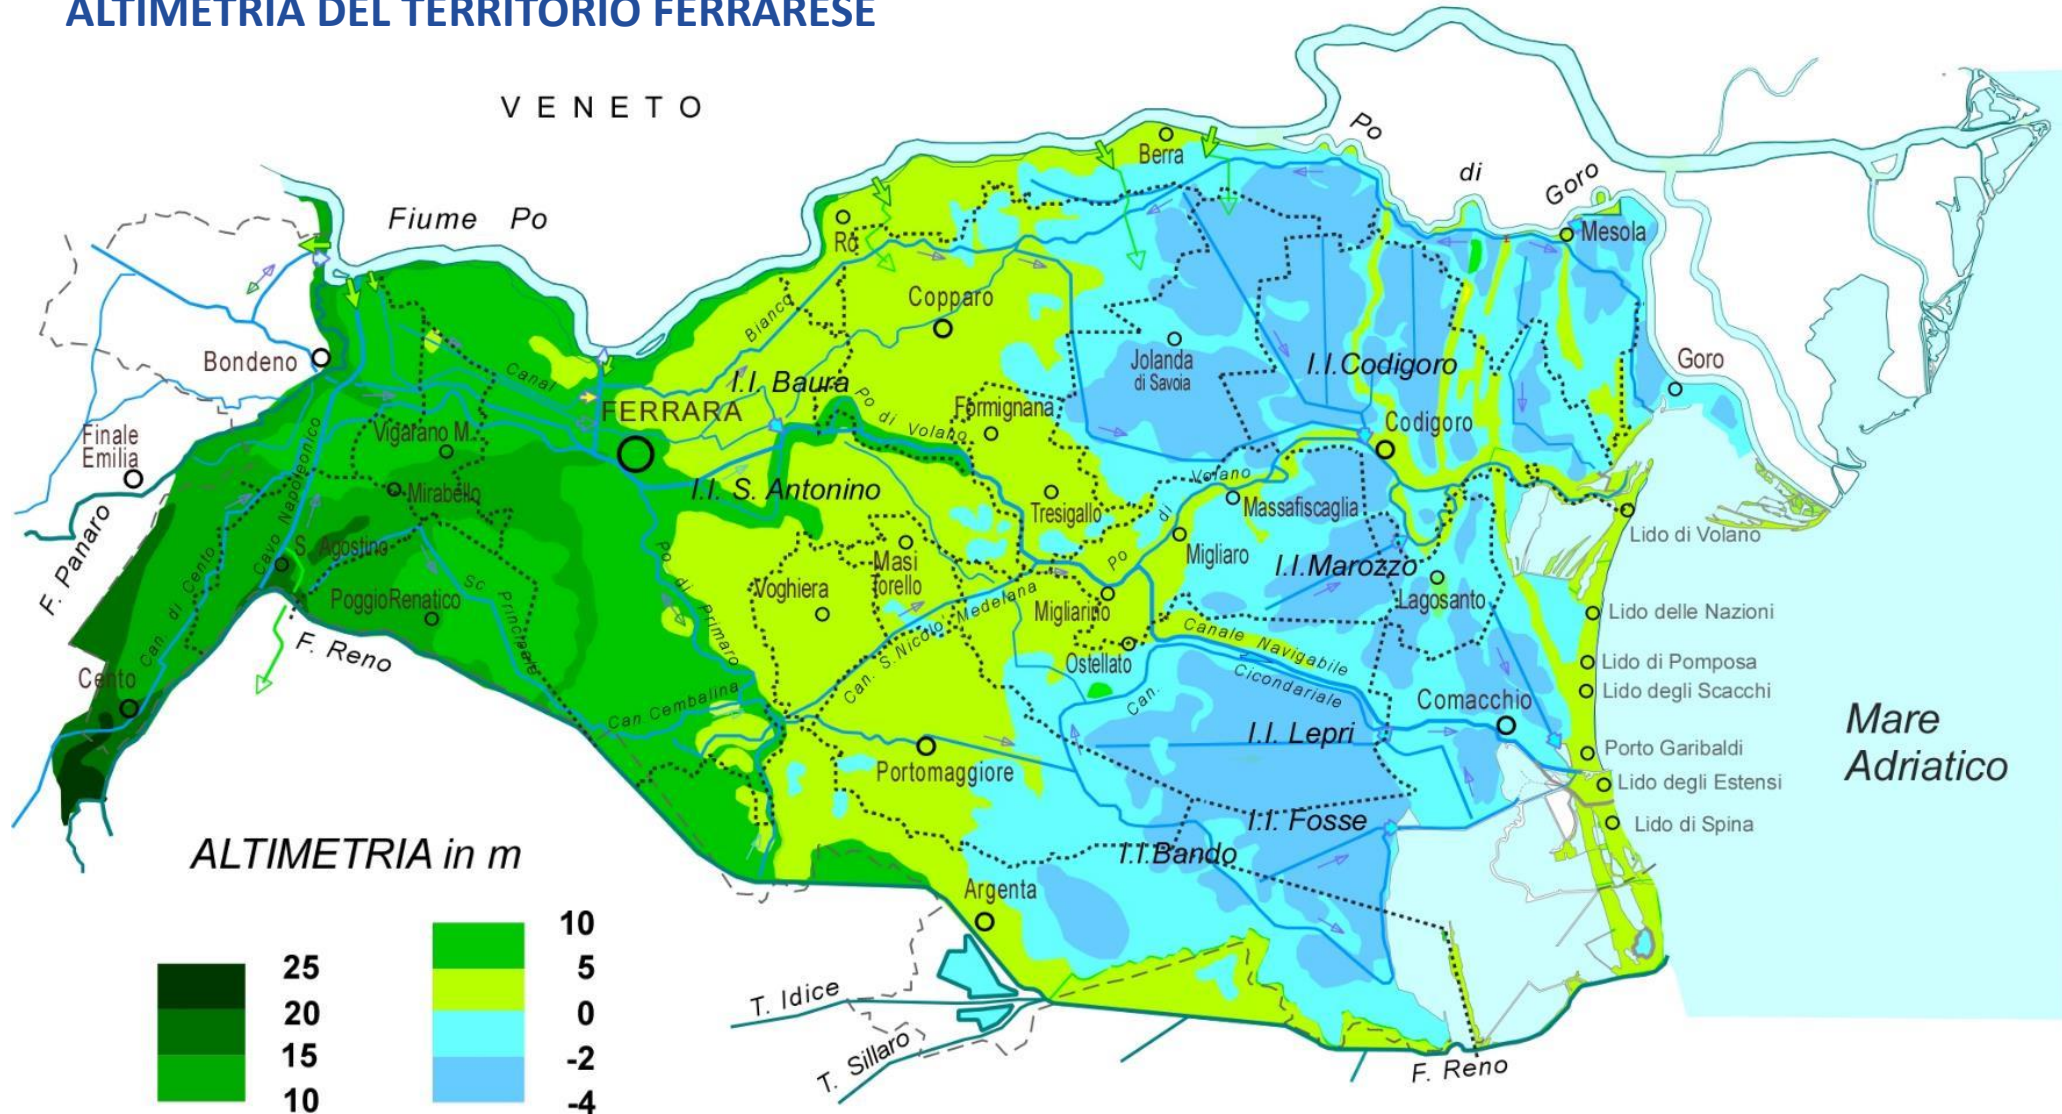 ALTIMETRIA DEL TERRITORIO FERRARESE
VENETO
Po
di
Goro
Berra
Fiume Po
Ro
Mesola
Copparo
Bianco
Bondeno
Canal
I.I. Baura
Jolanda
di Savoia
I.I.Codigoro
Goro
FERRARA
Po di Volano
Formignana
Codigoro
Finale
Emilia
Vigarano M.
Cavo Napoleonico
Mirabello
I.I. S. Antonino
Volano
Tresigallo
di
Massafiscaglia
Lido di Volano
F. Panaro
S. Agostino
Masi
Torello
Po
Migliaro
I.I.Marozzo
Can. di Cento
Sc. Principale
Po di Primaro
Voghiera
PoggioRenatico
Lagosanto
Migliarino
Lido delle Nazioni
F. Reno
Can. S.Nicolo' Medelana
Canale Navigabile
Ostellato
Lido di Pomposa
Cento
Cicondariale
Can.
Lido degli Scacchi
Can.Cembalina
Comacchio
Mare
Adriatico
I.I. Lepri
Porto Garibaldi
Portomaggiore
Lido degli Estensi
I.I. Fosse
Lido di Spina
I.I.Bando
ALTIMETRIA in m
Argenta
25
20
15
10
10
5
0
-2
-4
T. Idice
T. Sillaro
F. Reno